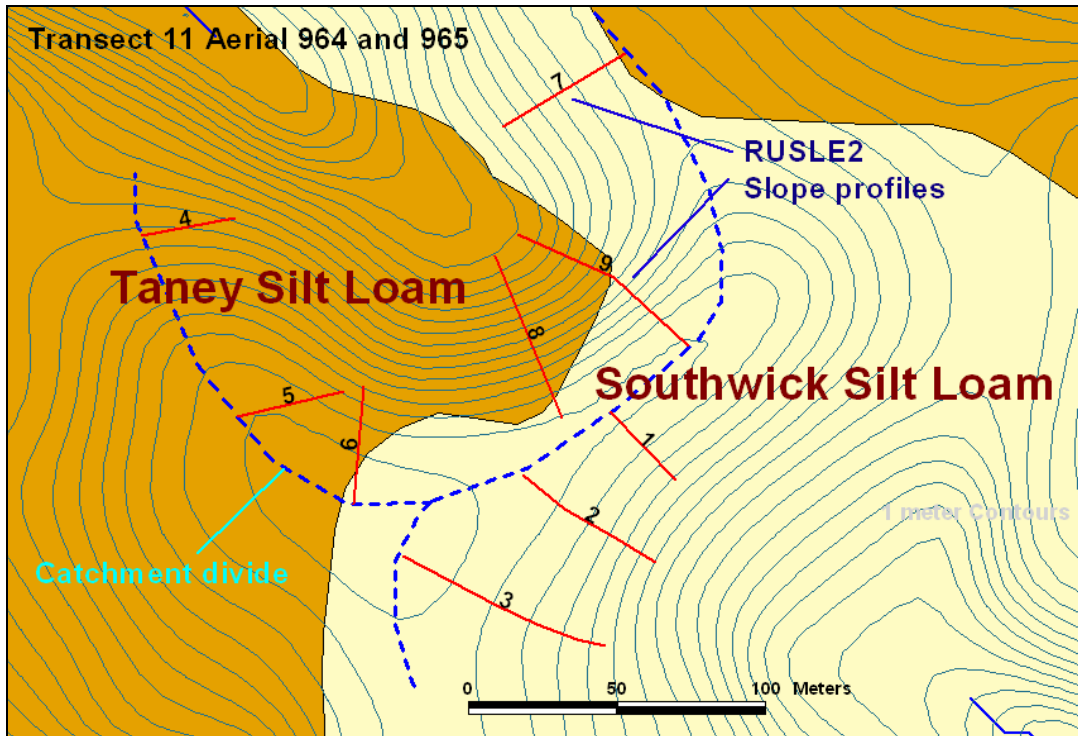 Transect 11 Aerial 964 and 965
7
RUSLE2
Slope profiles
4
9
Taney Silt Loam
8
Southwick Silt Loam
5
6
1
2
1 meter Contours
Catchment divide
3
0 50 100 Meters